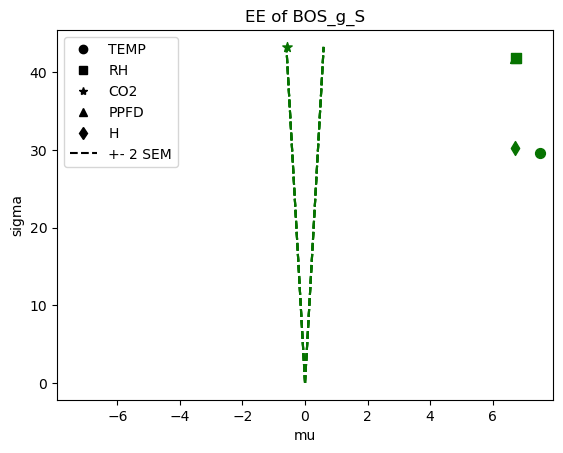 EE of BOS_g_S
TEMP
RH
CO2
PPFD
H
+- 2 SEM
sigma
40
30
20
10
0
−6
−4
−2
0
2
4
6
mu